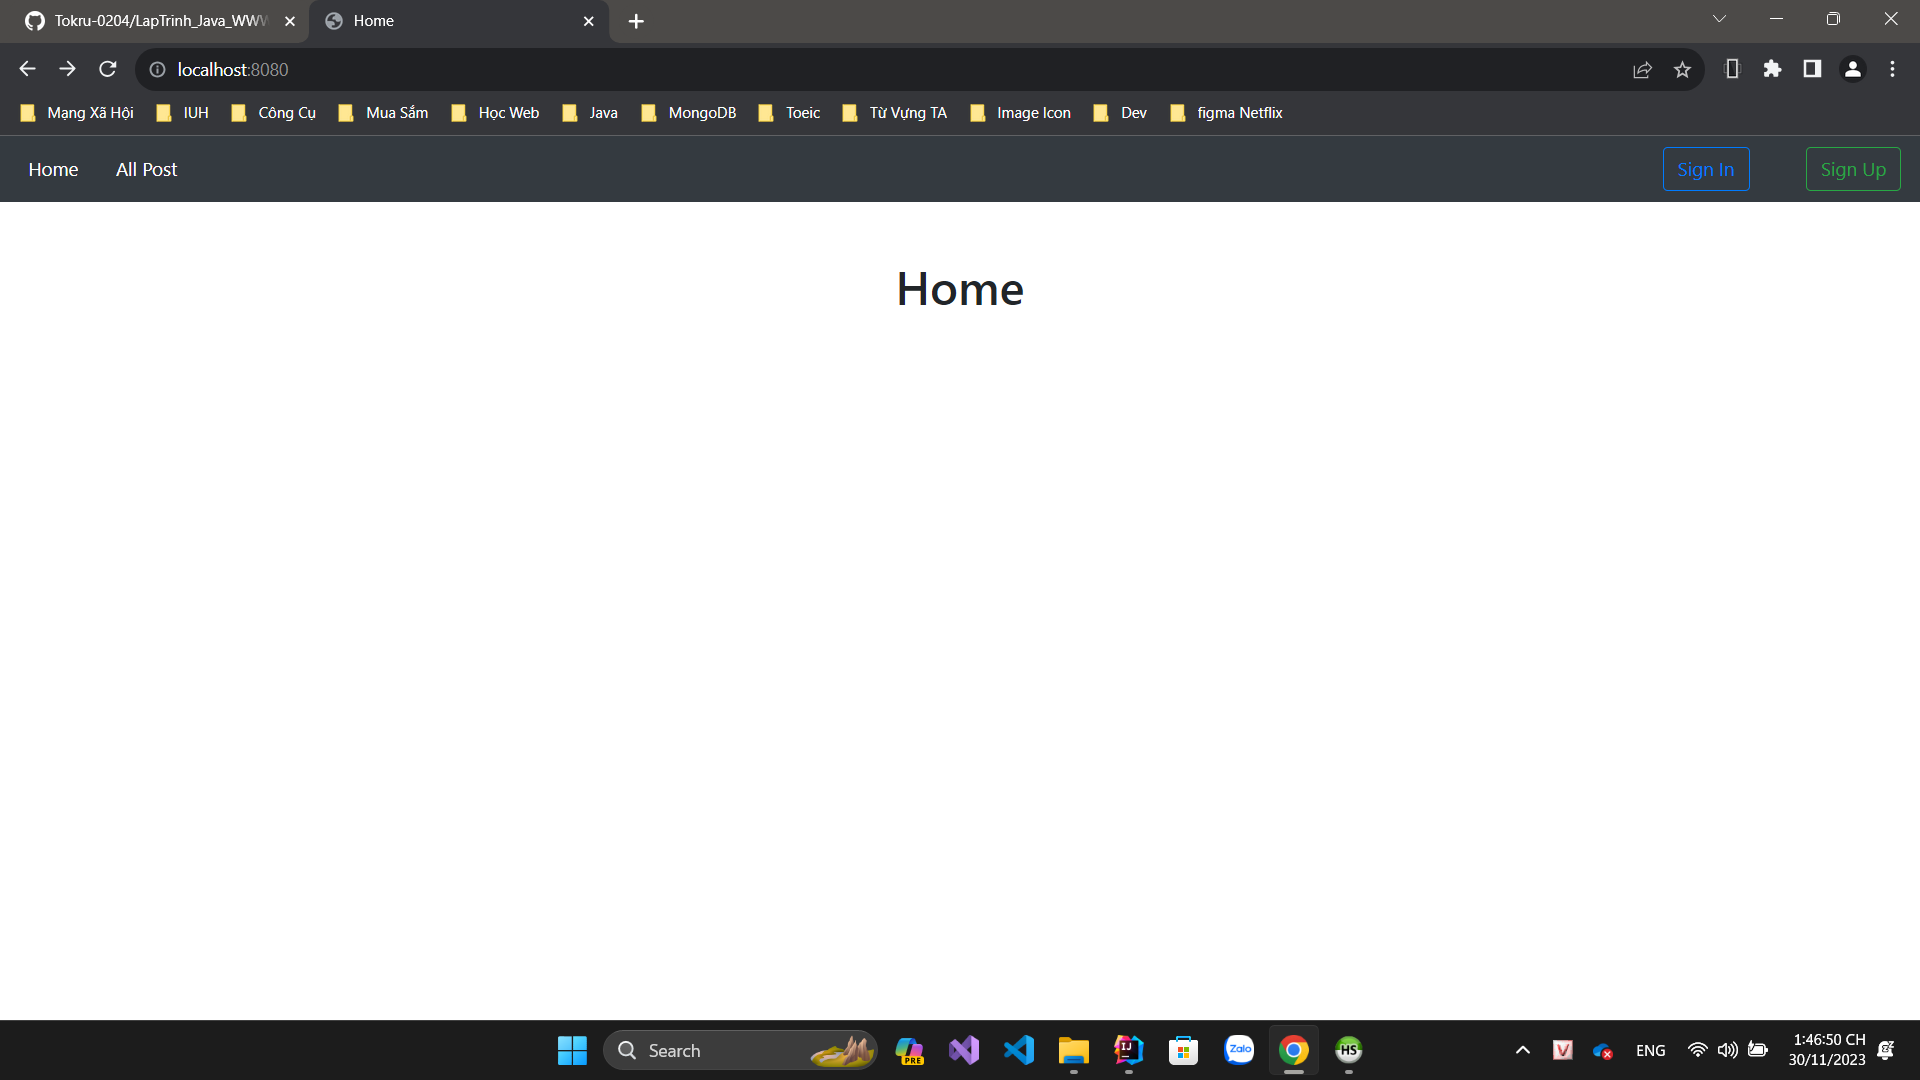 Tokru-0204/LapTrinh_Java_WWW
Home
localhost:8080
Mạng Xã Hội IUH Công Cụ Mua Sắm Học Web Java MongoDB Toeic Từ Vựng TA Image Icon Dev figma Netflix
Home All Post Sign In Sign Up
Home
Search PRE IJ Zalo HS V ENG
1:46:50 CH
30/11/2023